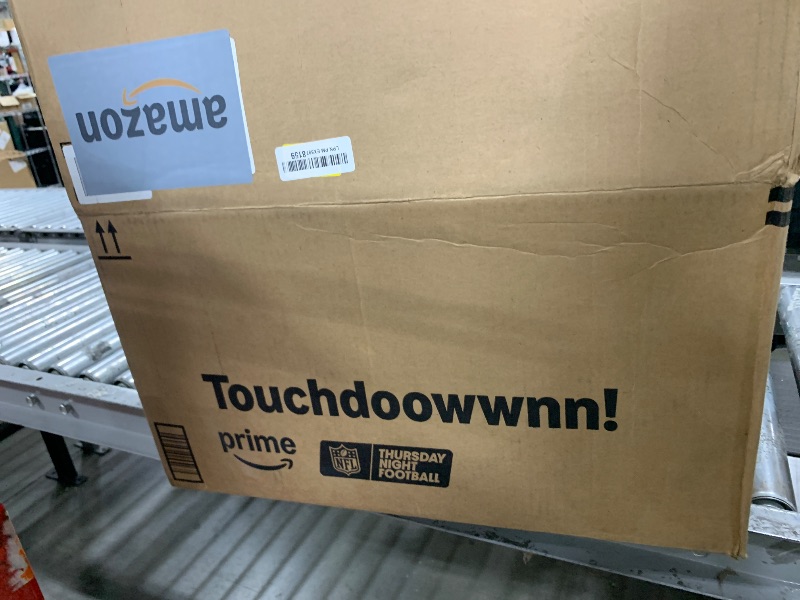 amazon
Touchdoowwnn!
prime
NFL
THURSDAY
NIGHT
FOOTBALL